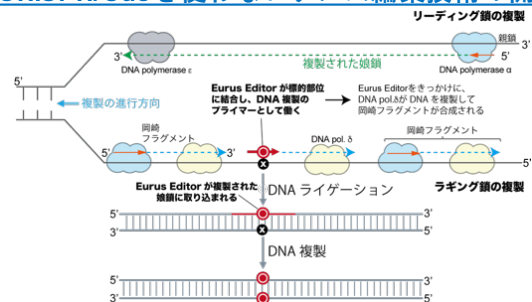 リーディング鎖の複製
親鎖
3'
5'
複製された娘鎖
DNA polymerase ε
DNA polymerase α
5'
Eurus Editor が標的部位
に結合し、DNA 複製の
プライマーとして働く
Eurus Editorをきっかけに、
DNA pol.δが DNA を複製して
岡崎フラグメントが合成される
複製の進行方向
岡崎
フラグメント
3'
DNA pol. δ
岡崎フラグメント
3'
5'
x
5'
Eurus Editor が複製された
娘鎖に取り込まれる
DNA ライゲーション
ラギング鎖の複製
5'
3'
3'
x
5'
DNA 複製
5'
3'
3'
5'